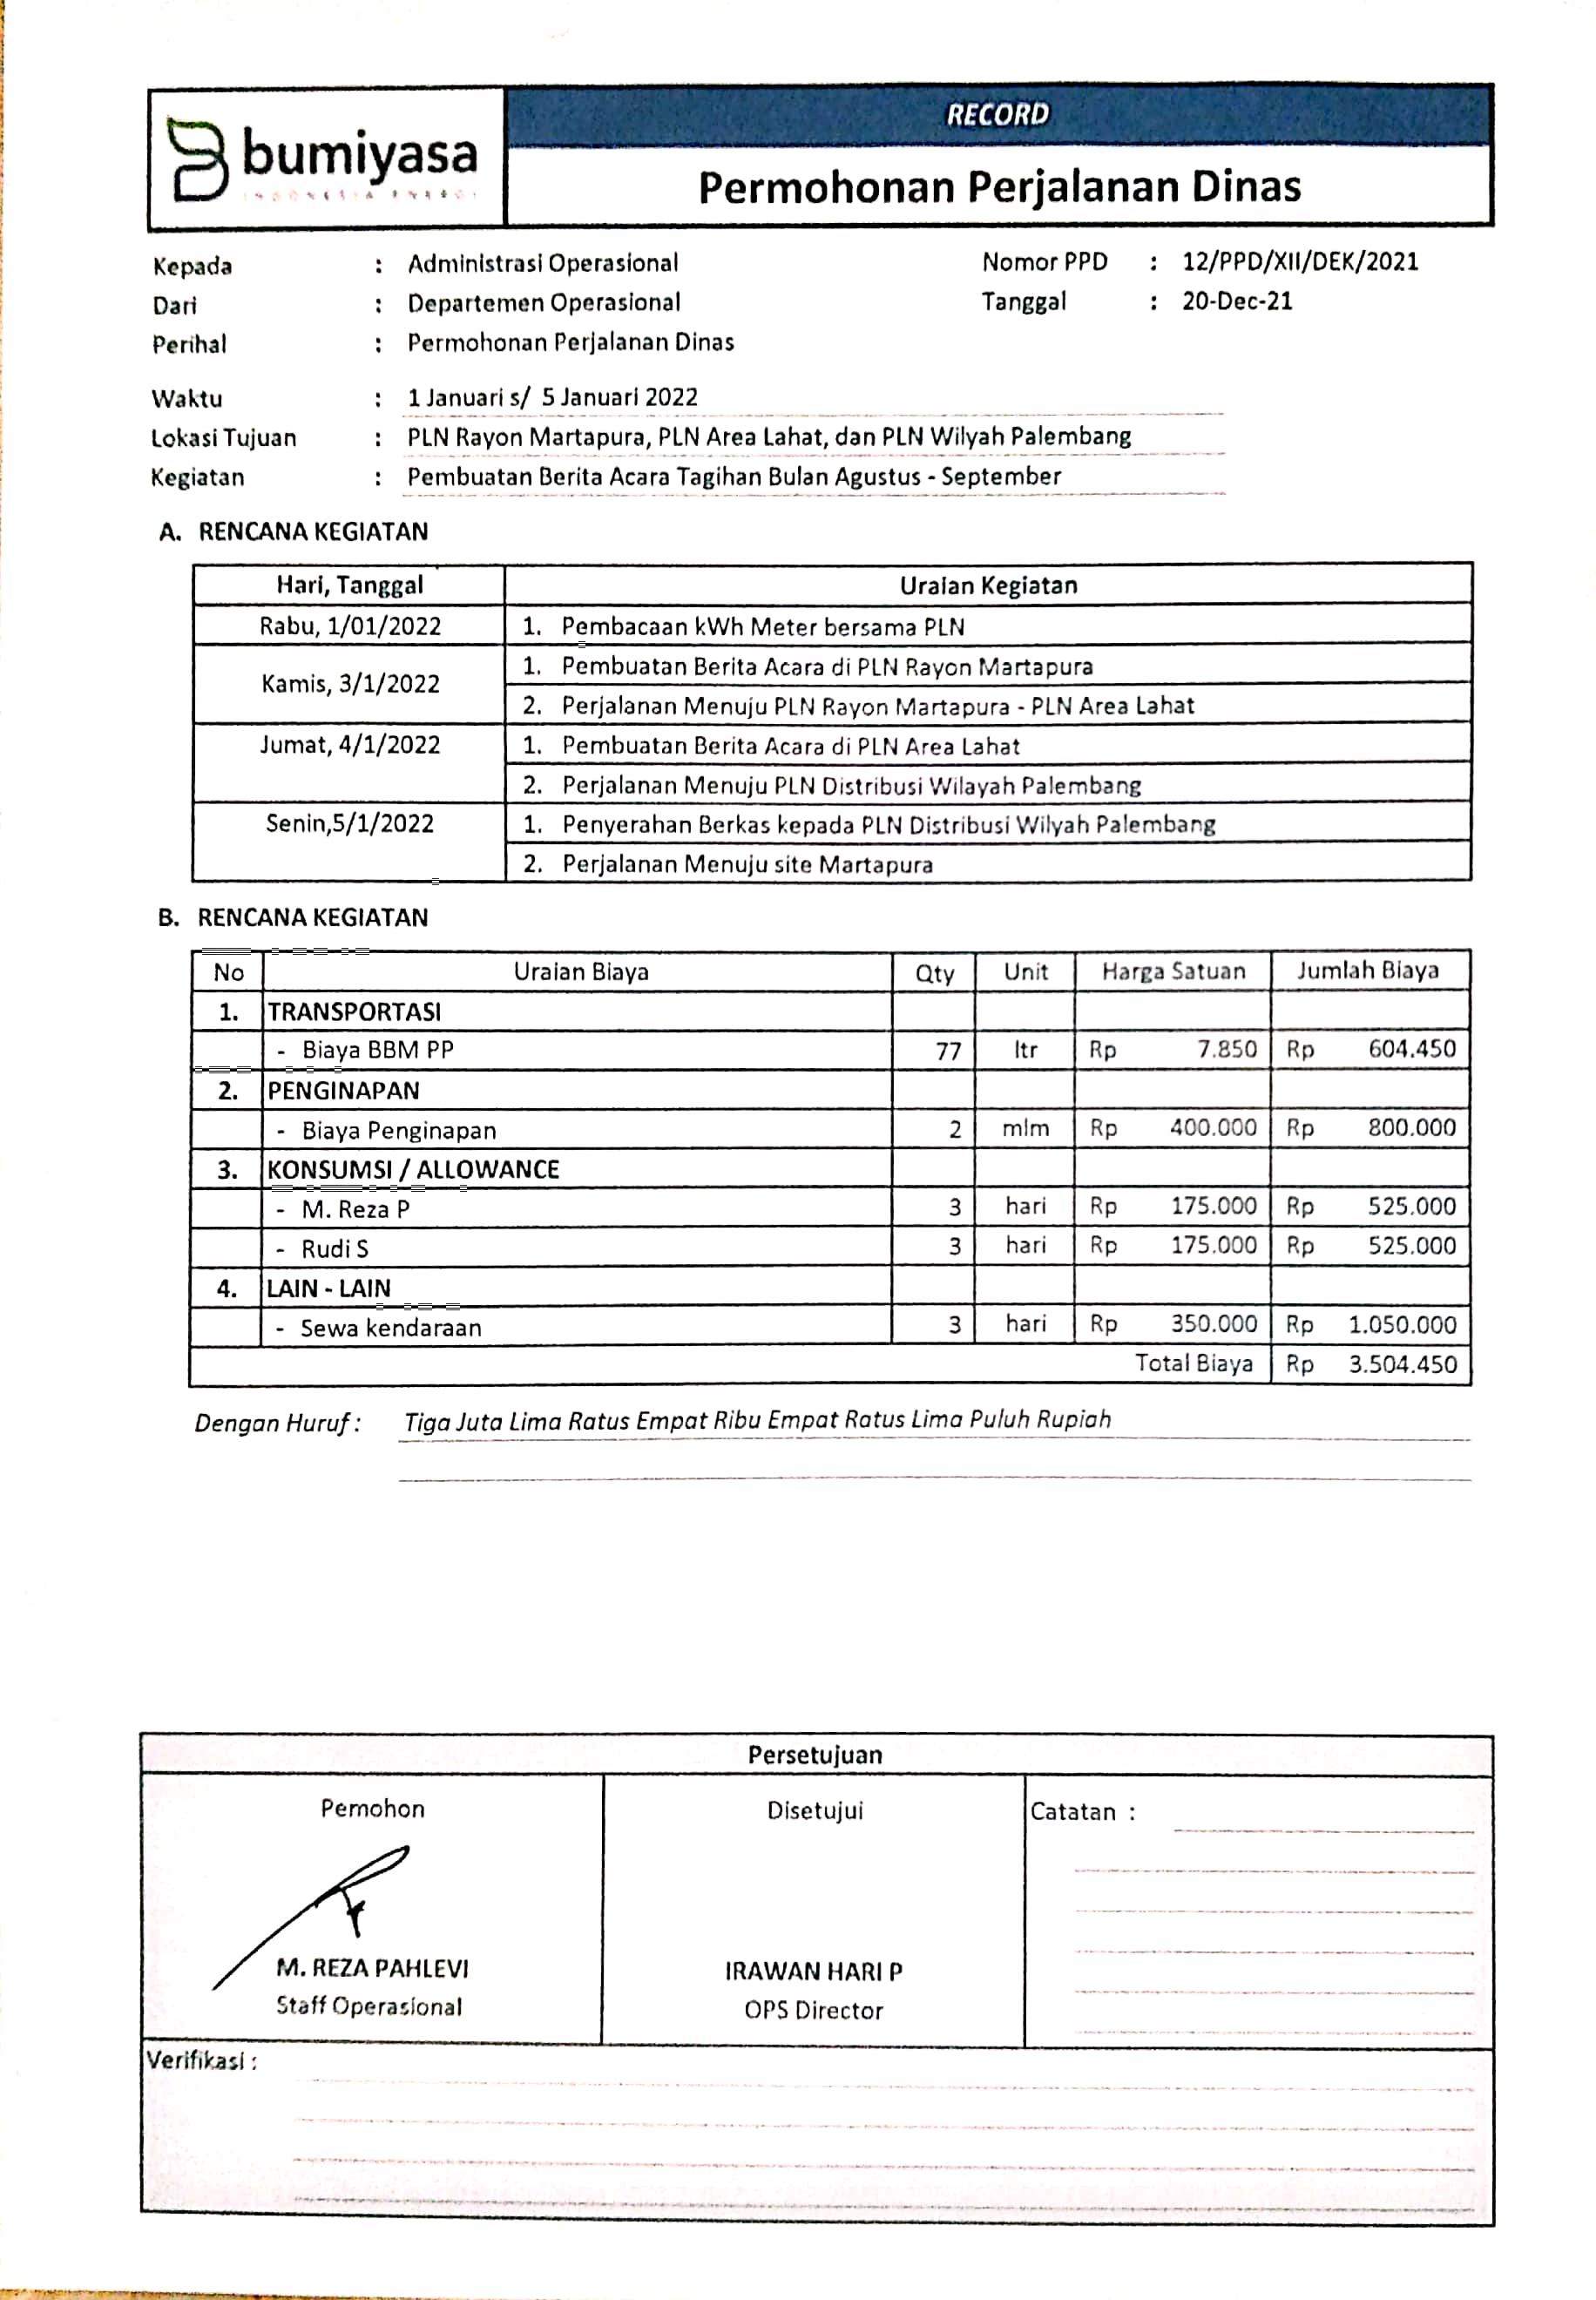 bumiyasa
INDONESIA ENERGI
RECORD
Permohonan Perjalanan Dinas
Kepada : Administrasi Operasional Nomor PPD : 12/PPD/XII/DEK/2021
Dari : Departemen Operasional Tanggal : 20-Dec-21
Perihal : Permohonan Perjalanan Dinas
Waktu : 1 Januari s/ 5 Januari 2022
Lokasi Tujuan : PLN Rayon Martapura, PLN Area Lahat, dan PLN Wilyah Palembang
Kegiatan : Pembuatan Berita Acara Tagihan Bulan Agustus - September
A. RENCANA KEGIATAN
Hari, Tanggal Uraian Kegiatan
Rabu, 1/01/2022 1. Pembacaan kWh Meter bersama PLN
Kamis, 3/1/2022 1. Pembuatan Berita Acara di PLN Rayon Martapura
2. Perjalanan Menuju PLN Rayon Martapura - PLN Area Lahat
Jumat, 4/1/2022 1. Pembuatan Berita Acara di PLN Area Lahat
2. Perjalanan Menuju PLN Distribusi Wilayah Palembang
Senin,5/1/2022 1. Penyerahan Berkas kepada PLN Distribusi Wilyah Palembang
2. Perjalanan Menuju site Martapura
B. RENCANA KEGIATAN
No Uraian Biaya Qty Unit Harga Satuan Jumlah Biaya
1. TRANSPORTASI
- Biaya BBM PP 77 ltr Rp 7.850 Rp 604.450
2. PENGINAPAN
- Biaya Penginapan 2 mlm Rp 400.000 Rp 800.000
3. KONSUMSI / ALLOWANCE
- M. Reza P 3 hari Rp 175.000 Rp 525.000
- Rudi S 3 hari Rp 175.000 Rp 525.000
4. LAIN - LAIN
- Sewa kendaraan 3 hari Rp 350.000 Rp 1.050.000
Total Biaya Rp 3.504.450
Dengan Huruf : Tiga Juta Lima Ratus Empat Ribu Empat Ratus Lima Puluh Rupiah
Persetujuan
Pemohon Disetujui Catatan :
M. REZA PAHLEVI IRAWAN HARI P
Staff Operasional OPS Director
Verifikasi :